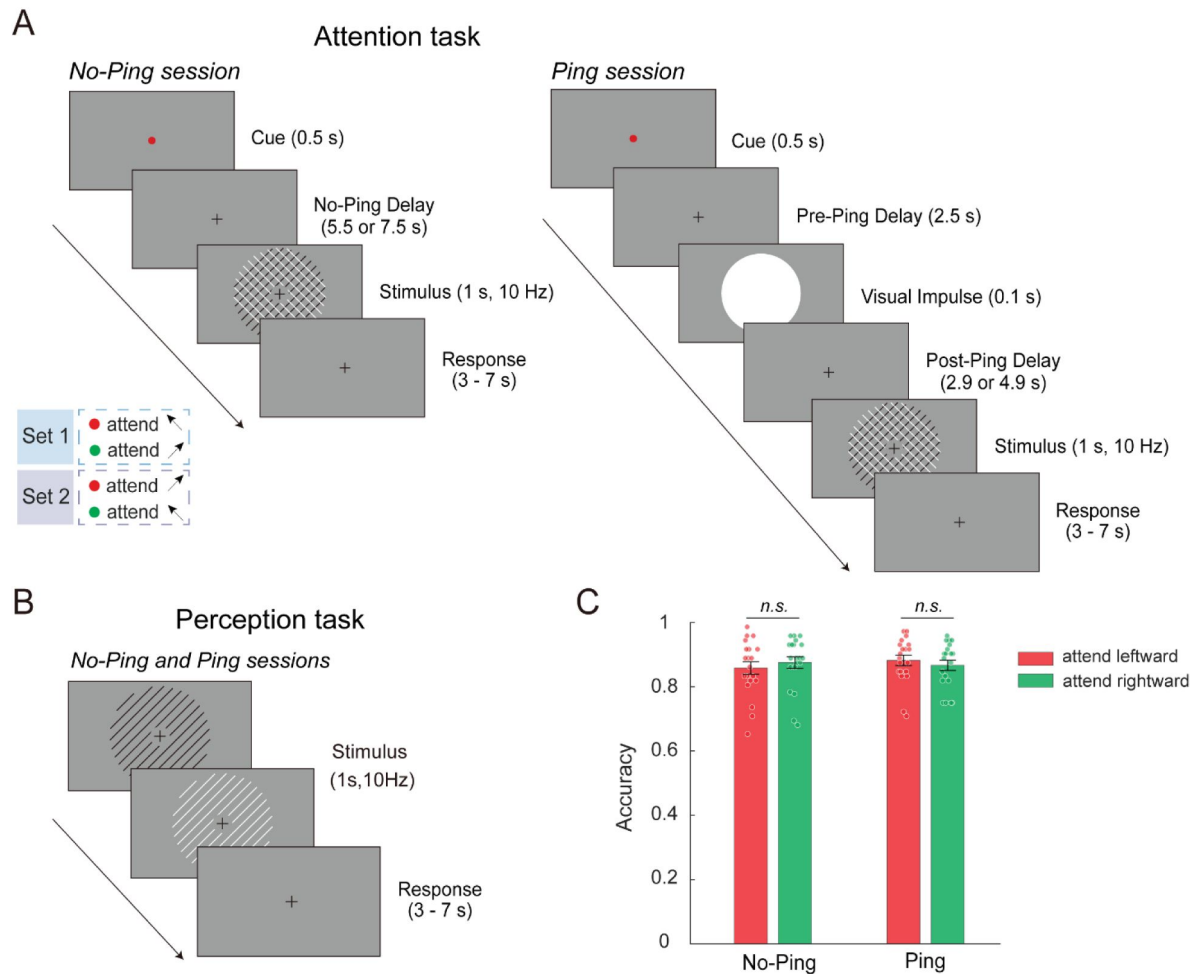 A
Attention task
No-Ping session
Cue (0.5 s)
No-Ping Delay
(5.5 or 7.5 s)
Stimulus (1 s, 10 Hz)
Response
(3 - 7 s)
Set 1
attend
attend
Set 2
attend
attend
Ping session
Cue (0.5 s)
Pre-Ping Delay (2.5 s)
Visual Impulse (0.1 s)
Post-Ping Delay
(2.9 or 4.9 s)
Stimulus (1 s, 10 Hz)
Response
(3 - 7 s)
B
Perception task
No-Ping and Ping sessions
Stimulus
(1s,10Hz)
Response
(3 - 7 s)
C
n.s.
n.s.
1
0.8
0.6
0.4
0.2
0
Accuracy
No-Ping
Ping
attend leftward
attend rightward